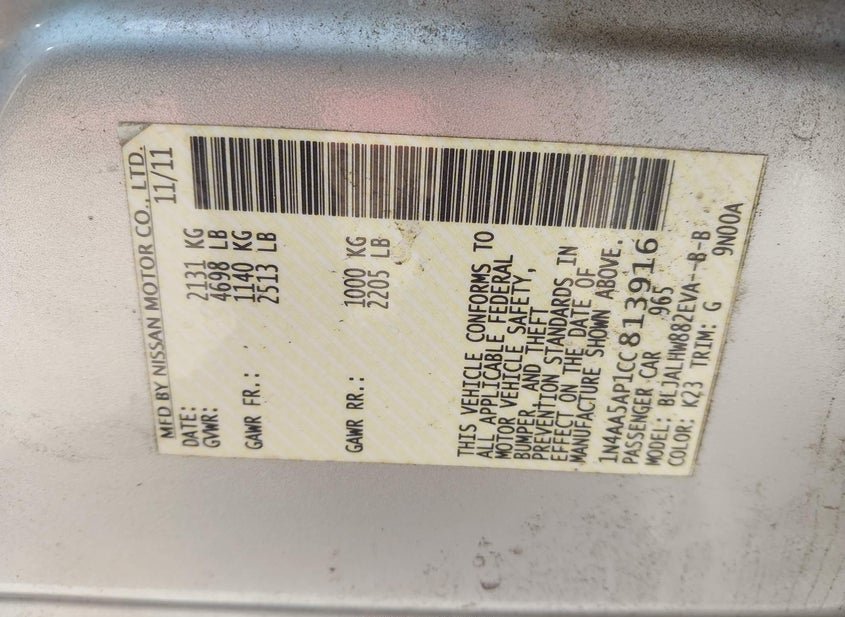 MFD BY NISSAN MOTOR CO., LTD.
DATE: 11/11
GVWR: 2131 KG
4698 LB
GAWR FR.: 1140 KG
2513 LB
GAWR RR.: 1000 KG
2205 LB
THIS VEHICLE CONFORMS TO
ALL APPLICABLE FEDERAL
MOTOR VEHICLE SAFETY,
BUMPER, AND THEFT
PREVENTION STANDARDS IN
EFFECT ON THE DATE OF
MANUFACTURE SHOWN ABOVE.
1N4AA5AP1CC813916
PASSENGER CAR 965
MODEL: BLJALHW882EVA--B-B
COLOR: K23 TRIM: G 9N00A